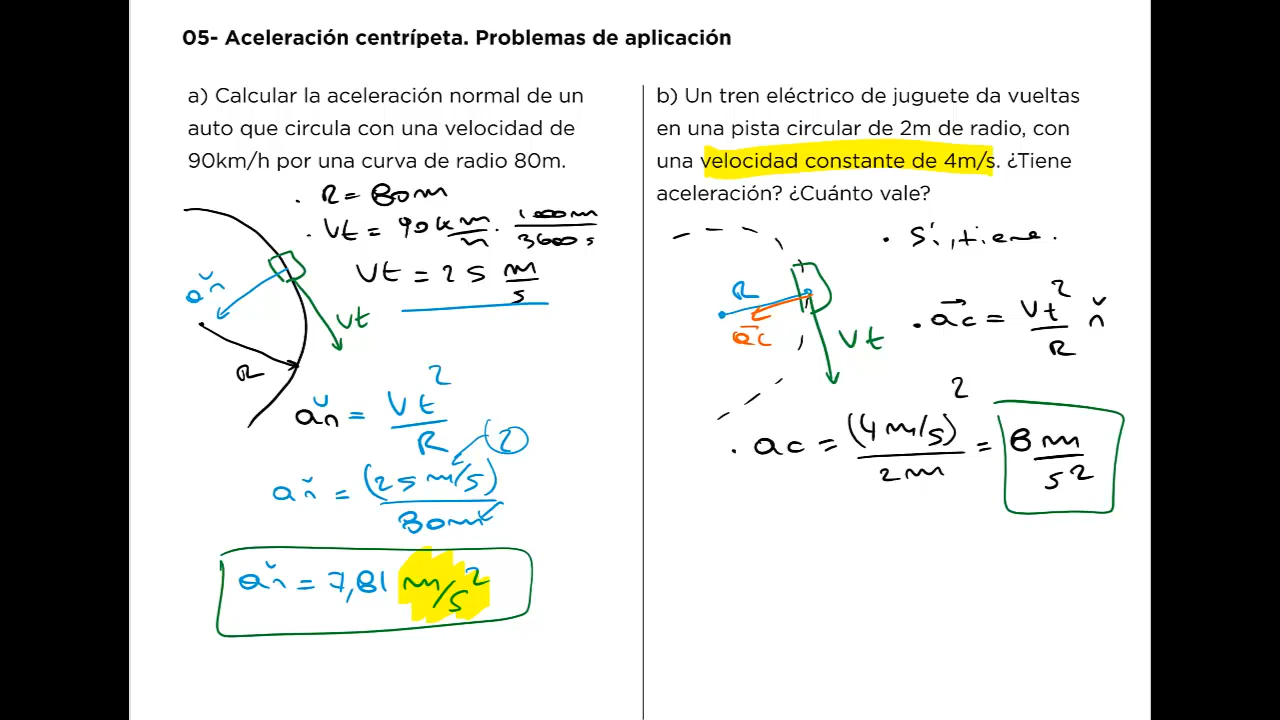 05- Aceleración centrípeta. Problemas de aplicación
a) Calcular la aceleración normal de un
auto que circula con una velocidad de
90km/h por una curva de radio 80m.
. R = 80m
. Vt = 90 km/h . 1000m/3600s
Vt = 25 m/s
an̆
Vt
R
an̆ = Vt²/R
an̆ = (25 m/s)²/80m
an̆ = 7,81 m/s²
b) Un tren eléctrico de juguete da vueltas
en una pista circular de 2m de radio, con
una velocidad constante de 4m/s. ¿Tiene
aceleración? ¿Cuánto vale?
. Sí, tiene.
R
ac
Vt
. ac = Vt²/R n̆
. ac = (4m/s)²/2m = 8 m/s²